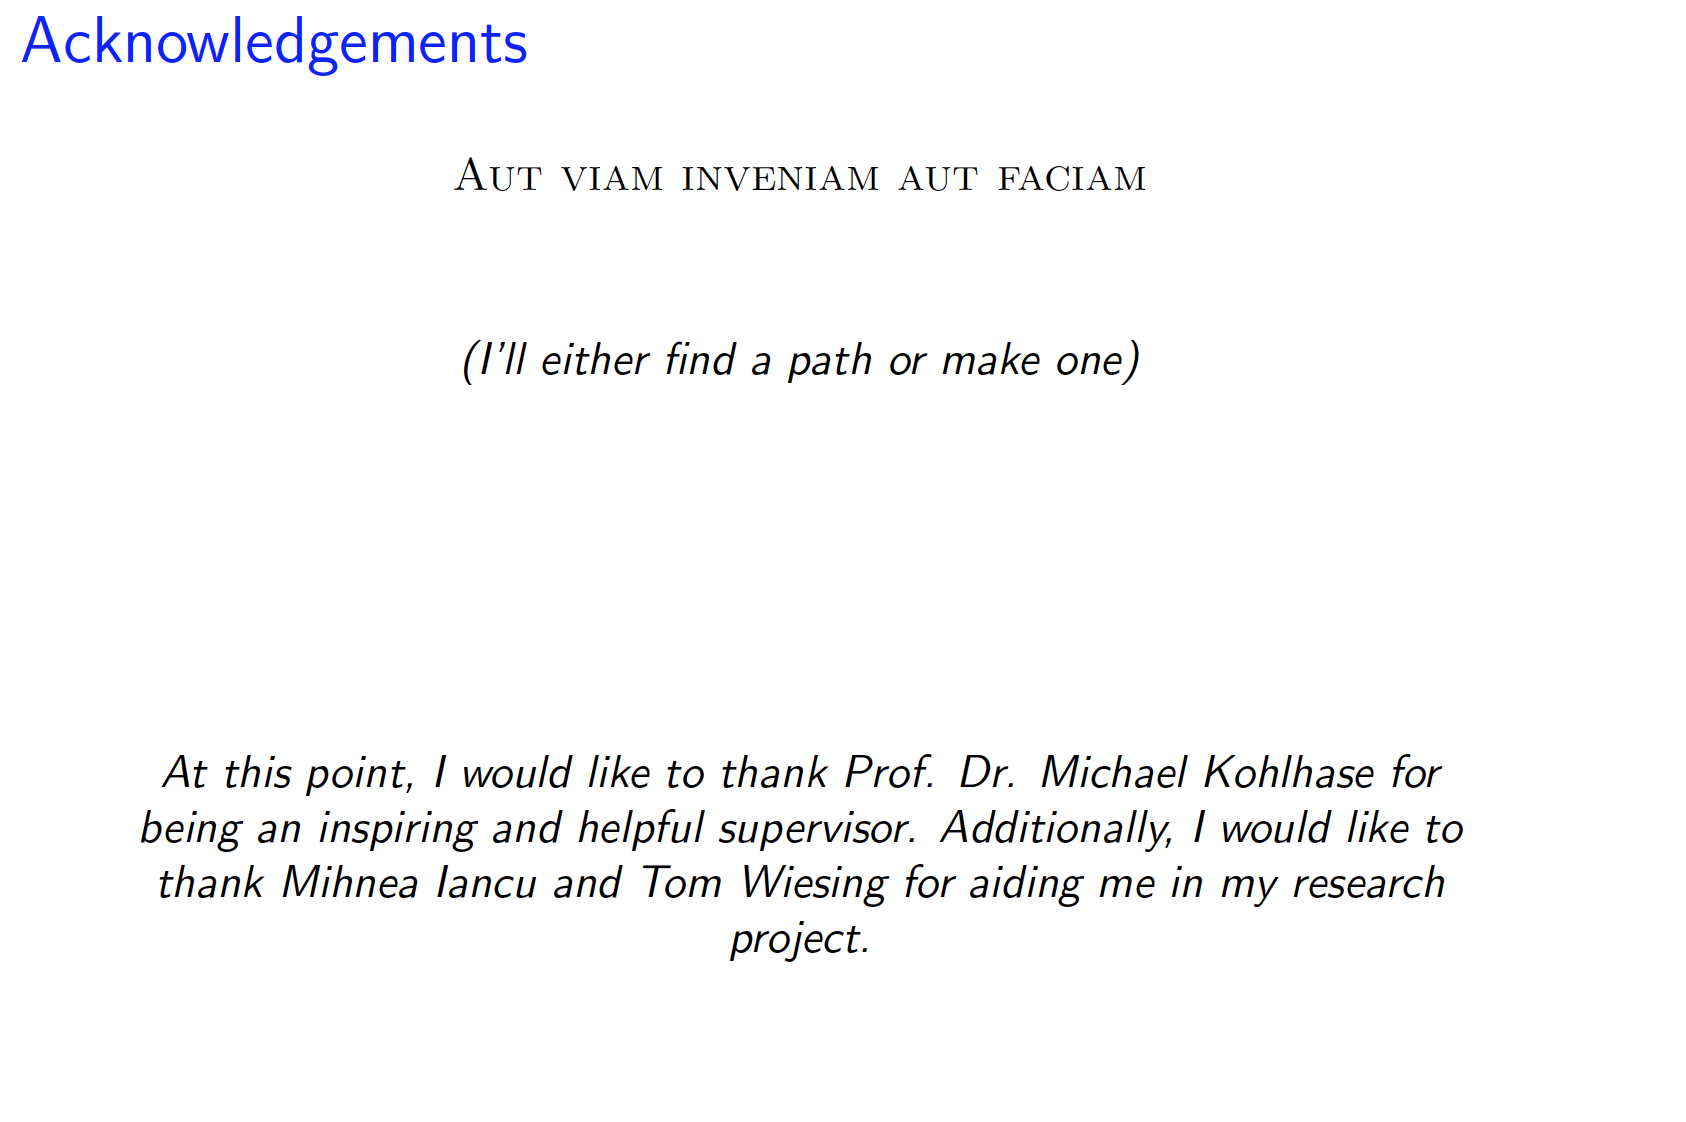 Acknowledgements
Aut viam inveniam aut faciam
(I'll either find a path or make one)
At this point, I would like to thank Prof. Dr. Michael Kohlhase for
being an inspiring and helpful supervisor. Additionally, I would like to
thank Mihnea Iancu and Tom Wiesing for aiding me in my research
project.